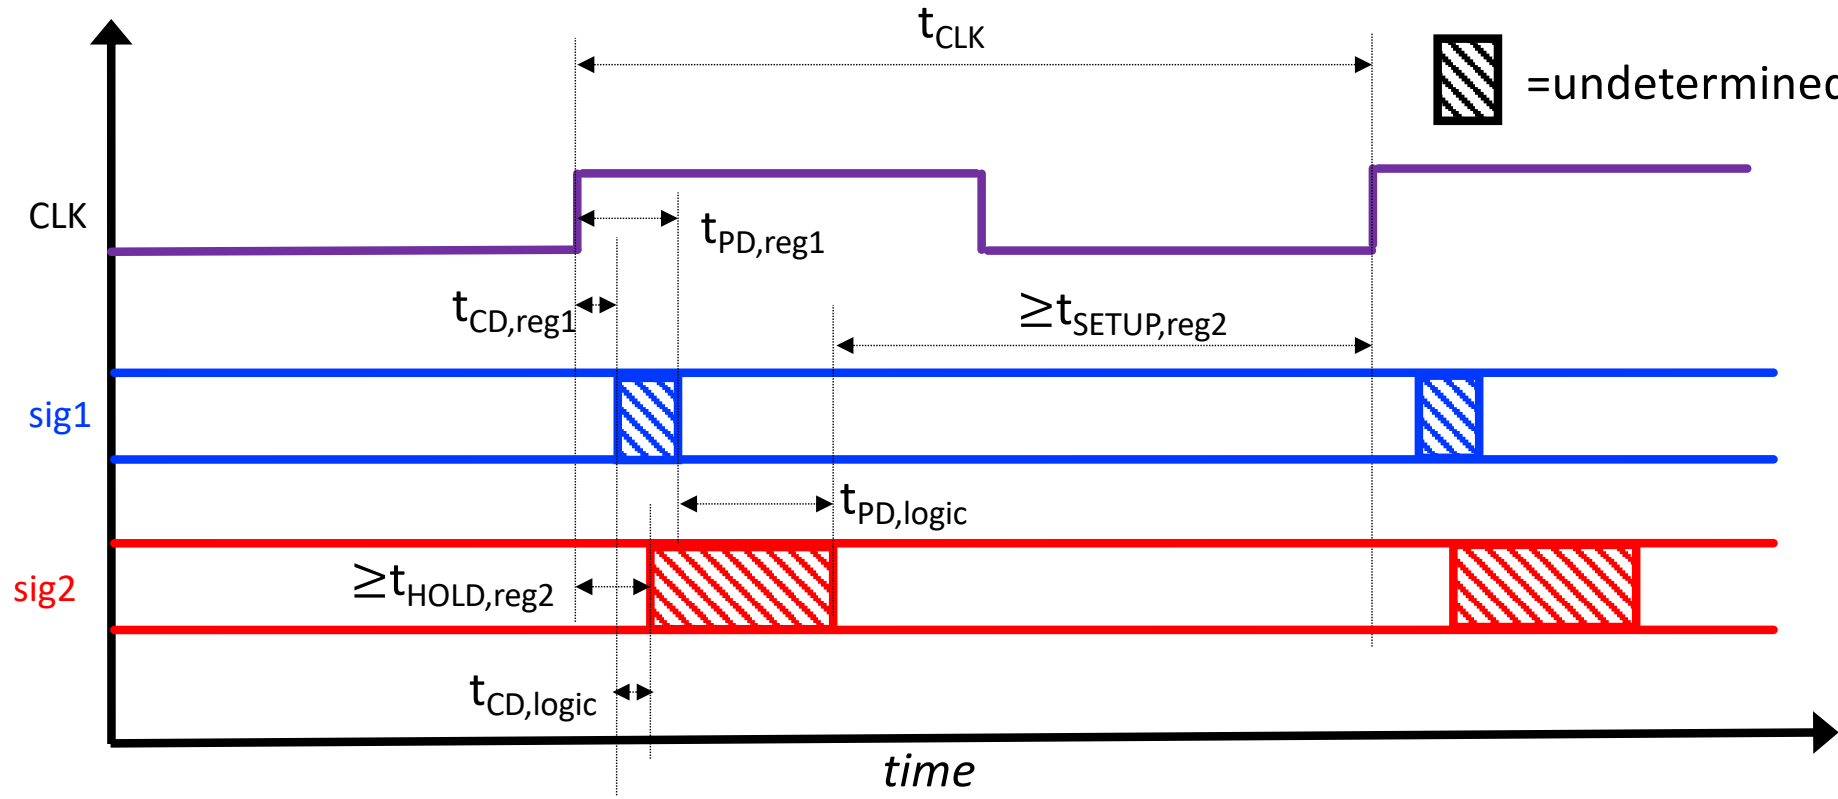 tCLK
=undetermined
CLK
tPD,reg1
tCD,reg1
≥tSETUP,reg2
sig1
tPD,logic
sig2
≥tHOLD,reg2
tCD,logic
time